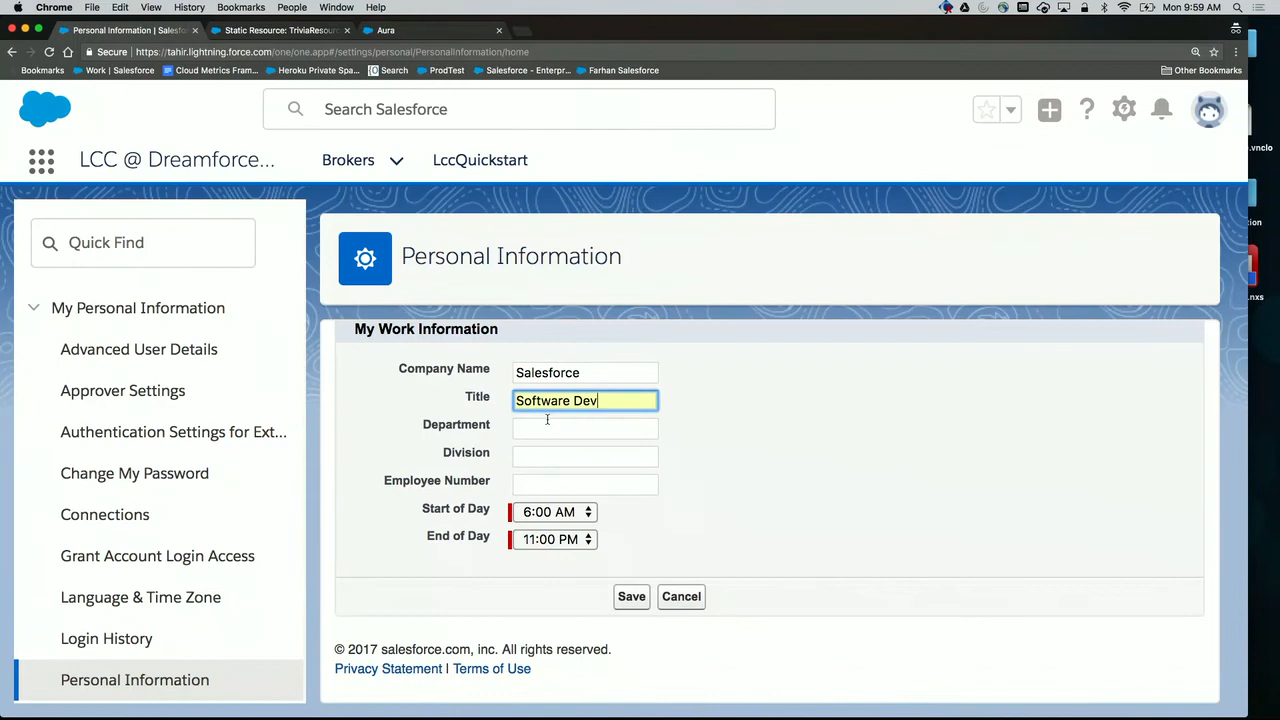 Chrome File Edit View History Bookmarks People Window Help Mon 9:59 AM
Personal Information | Salesfo Static Resource: TriviaResour Aura
Secure https://tahir.lightning.force.com/one/one.app#/settings/personal/PersonalInformation/home
Bookmarks Work | Salesforce Cloud Metrics Fram... Heroku Private Spa... Search ProdTest Salesforce - Enterpr... Farhan Salesforce Other Bookmarks
Search Salesforce
LCC @ Dreamforce... Brokers LccQuickstart
Quick Find
My Personal Information
Advanced User Details
Approver Settings
Authentication Settings for Ext...
Change My Password
Connections
Grant Account Login Access
Language & Time Zone
Login History
Personal Information
Personal Information
My Work Information
Company Name Salesforce
Title Software Dev
Department
Division
Employee Number
Start of Day 6:00 AM
End of Day 11:00 PM
Save Cancel
© 2017 salesforce.com, inc. All rights reserved.
Privacy Statement | Terms of Use
.vnclo
tion
.nxs